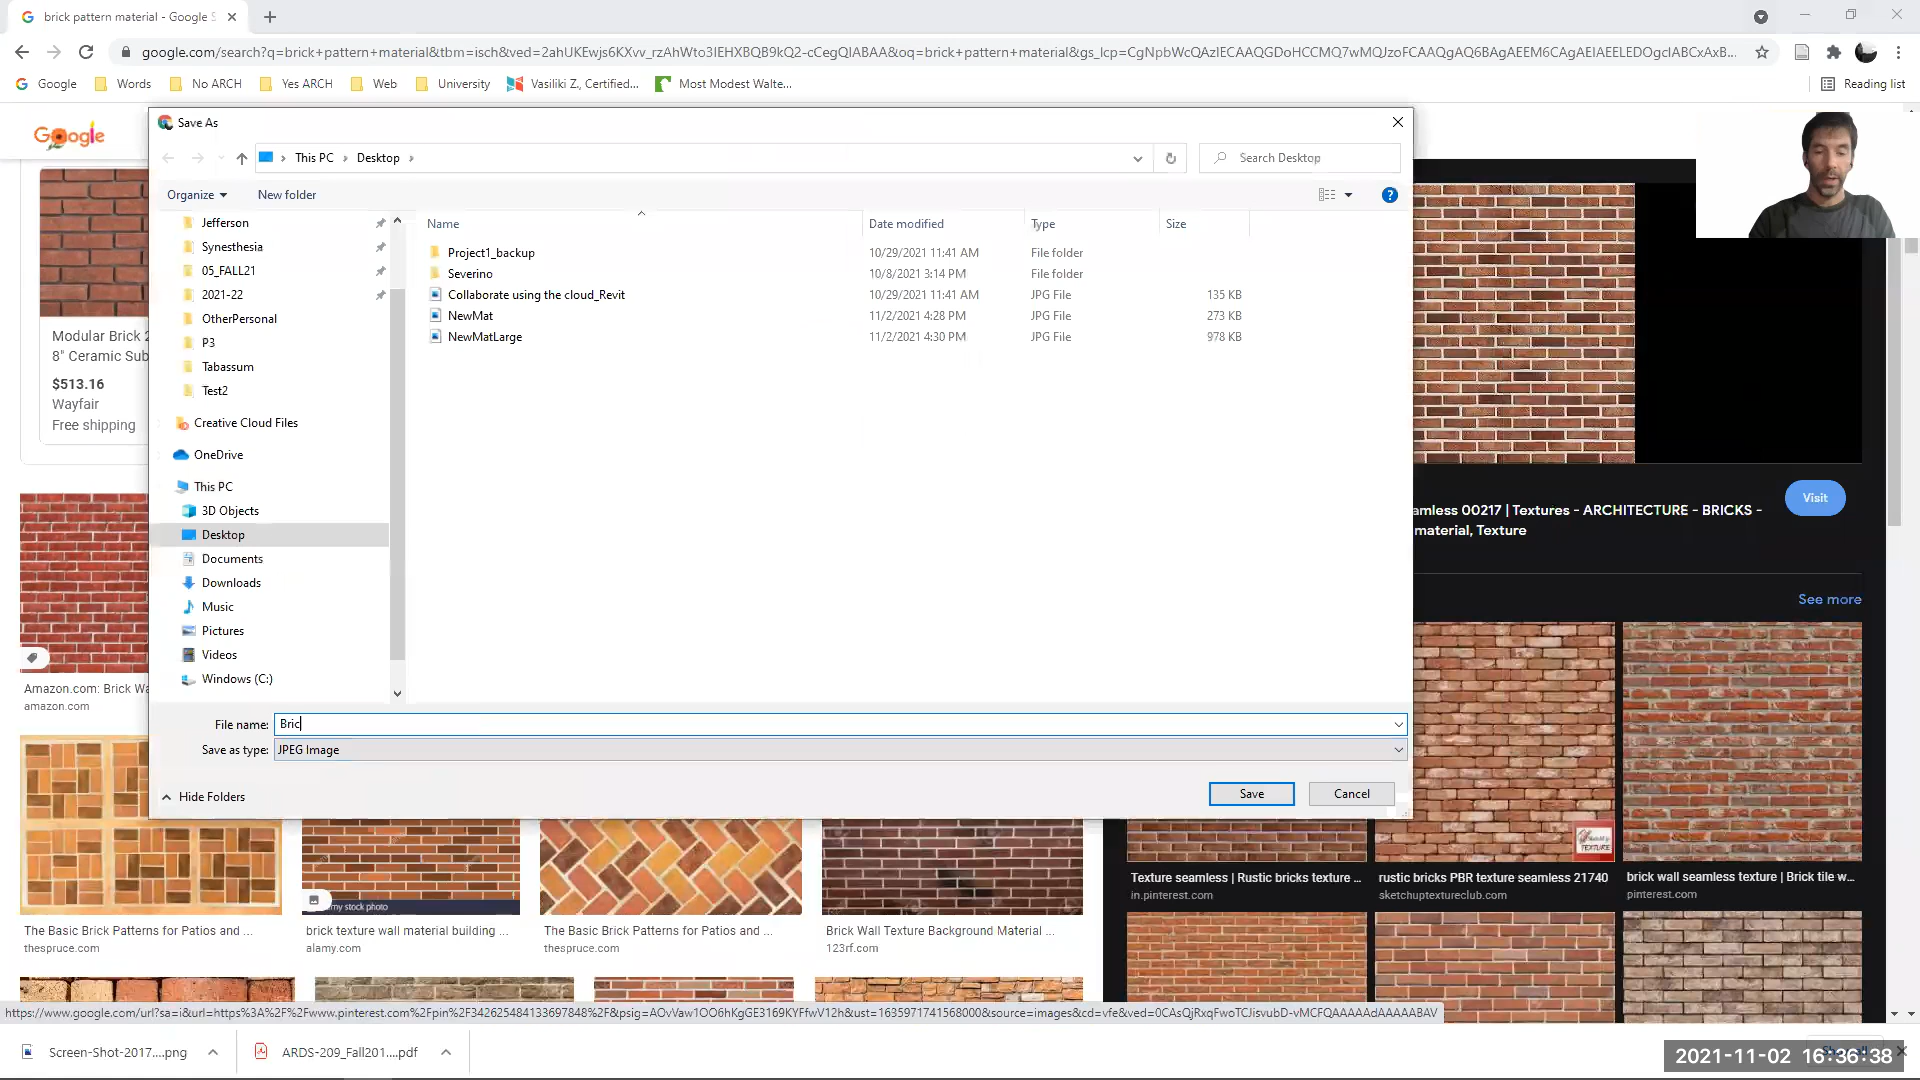 brick pattern material - Google S
google.com/search?q=brick+pattern+material&tbm=isch&ved=2ahUKEwjs6KXvv_rzAhWto3IEHXBQB9kQ2-cCegQIABAA&oq=brick+pattern+material&gs_lcp=CgNpbWcQAzIECAAQGDoHCCMQ7wMQJzoFCAAQgAQ6BAgAEEM6CAgAEIAEELEDOgcIABCxAxB...
Google
Words
No ARCH
Yes ARCH
Web
University
Vasiliki Z., Certified...
Most Modest Walte...
Reading list
Google
Save As
This PC
Desktop
Search Desktop
Organize
New folder
Jefferson
Synesthesia
05_FALL21
2021-22
OtherPersonal
P3
Tabassum
Test2
Creative Cloud Files
OneDrive
This PC
3D Objects
Desktop
Documents
Downloads
Music
Pictures
Videos
Windows (C:)
Name Date modified Type Size
Project1_backup 10/29/2021 11:41 AM File folder
Severino 10/8/2021 3:14 PM File folder
Collaborate using the cloud_Revit 10/29/2021 11:41 AM JPG File 135 KB
NewMat 11/2/2021 4:28 PM JPG File 273 KB
NewMatLarge 11/2/2021 4:30 PM JPG File 978 KB
File name: Bric
Save as type: JPEG Image
Hide Folders
Save
Cancel
Modular Brick 2
8" Ceramic Sub
$513.16
Wayfair
Free shipping
Amazon.com: Brick Wa
amazon.com
amless 00217 | Textures - ARCHITECTURE - BRICKS -
material, Texture
Visit
See more
my stock photo
TEXTURE
The Basic Brick Patterns for Patios and ...
thespruce.com
brick texture wall material building ...
alamy.com
The Basic Brick Patterns for Patios and ...
thespruce.com
Brick Wall Texture Background Material ...
123rf.com
Texture seamless | Rustic bricks texture ...
in.pinterest.com
rustic bricks PBR texture seamless 21740
sketchuptextureclub.com
brick wall seamless texture | Brick tile w...
pinterest.com
https://www.google.com/url?sa=i&url=https%3A%2F%2Fwww.pinterest.com%2Fpin%2F342625484133697848%2F&psig=AOvVaw1OO6hKgGE3169KYFfwV12h&ust=1635971741568000&source=images&cd=vfe&ved=0CAsQjRxqFwoTCJisvubD-vMCFQAAAAAdAAAAABAV
Screen-Shot-2017....png
ARDS-209_Fall201....pdf
2021-11-02 16:36:38